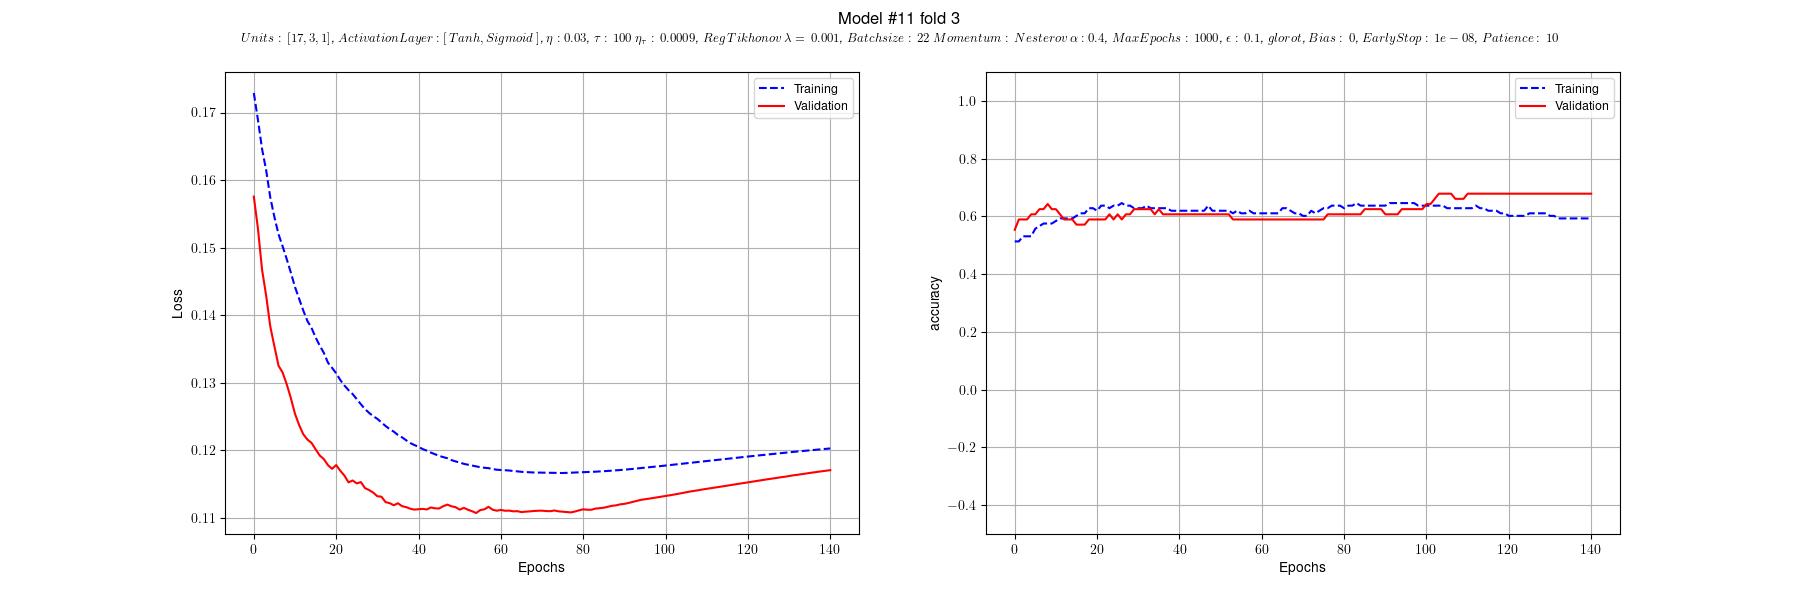 Model #11 fold 3
Units : [17, 3, 1], ActivationLayer : [ Tanh, Sigmoid ], η : 0.03, τ : 100 η_τ : 0.0009, RegTikhonov λ = 0.001, Batchsize : 22 Momentum : Nesterov α : 0.4, MaxEpochs : 1000, ϵ : 0.1, glorot, Bias : 0, EarlyStop : 1e − 08, Patience : 10
Training
Validation
0.17
0.16
0.15
0.14
0.13
0.12
0.11
Loss
0 20 40 60 80 100 120 140
Epochs
Training
Validation
1.0
0.8
0.6
0.4
0.2
0.0
−0.2
−0.4
accuracy
0 20 40 60 80 100 120 140
Epochs